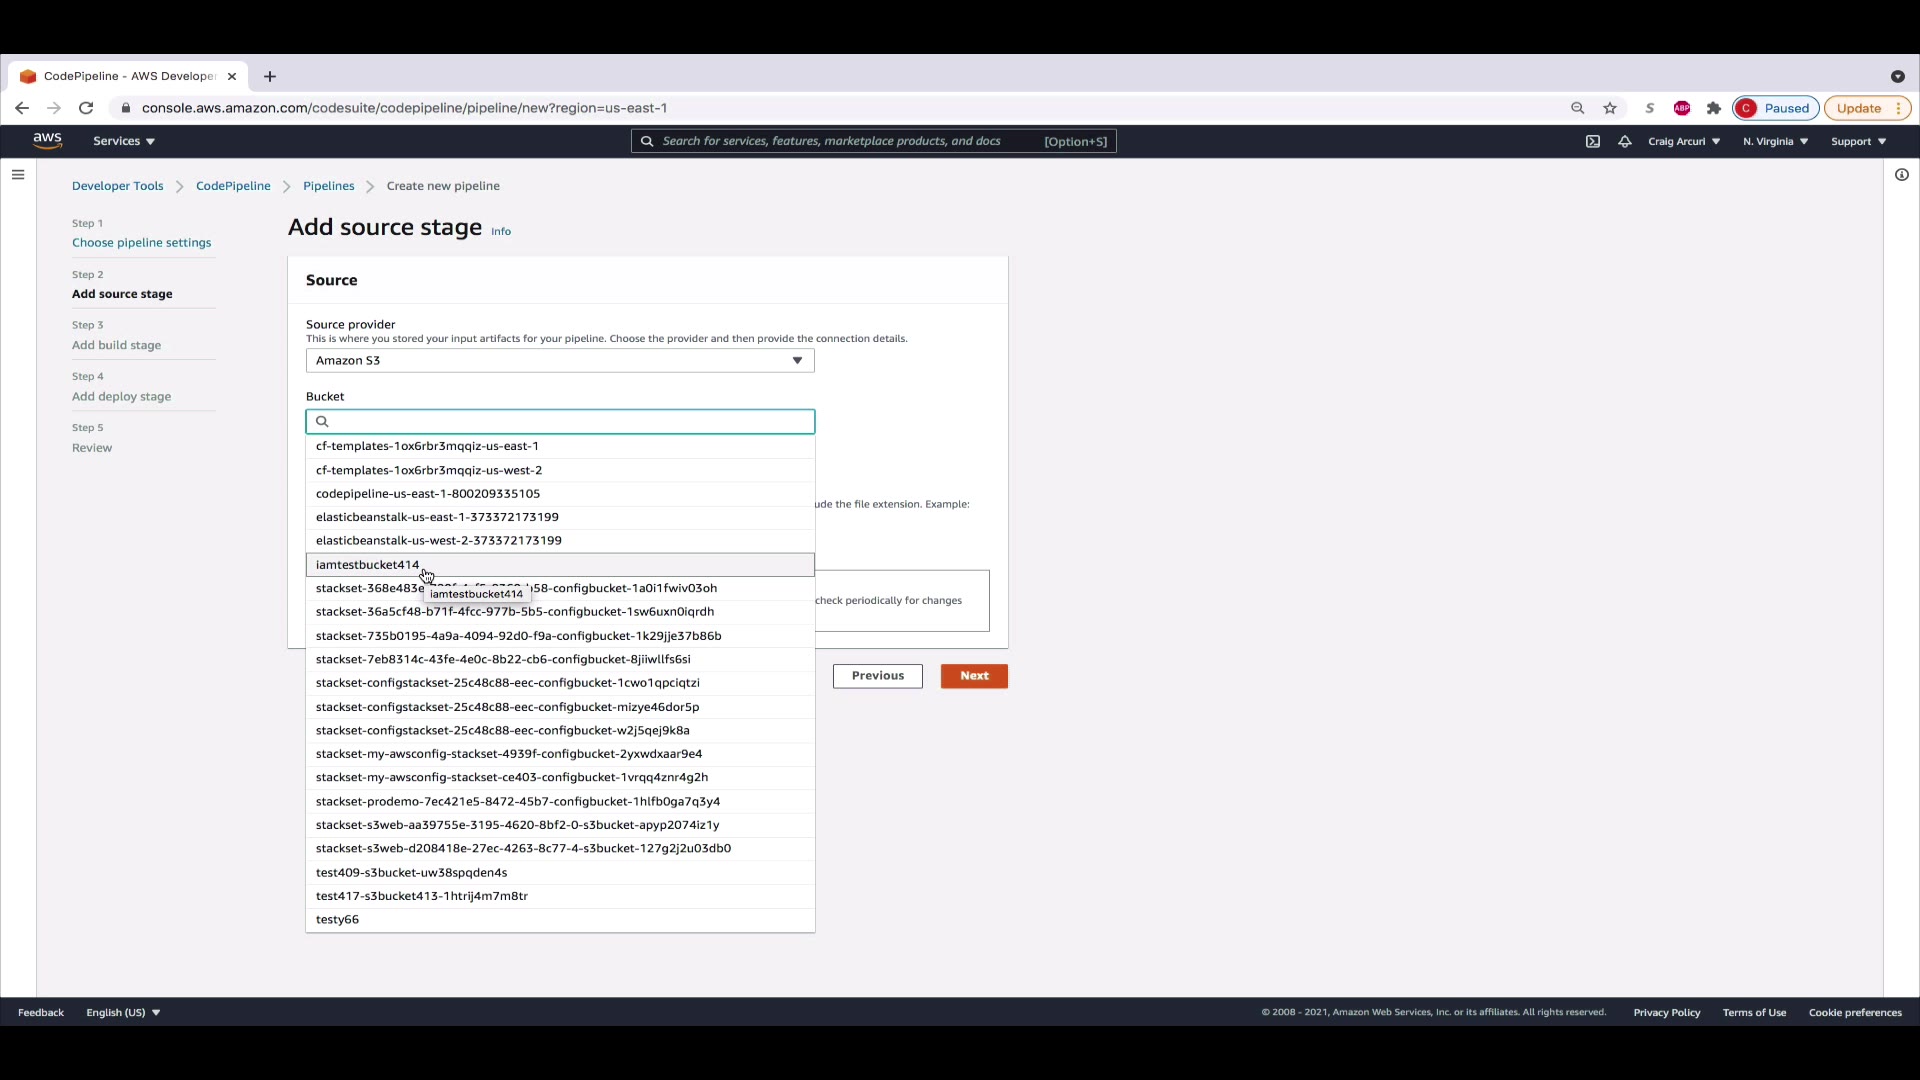 CodePipeline - AWS Developer
console.aws.amazon.com/codesuite/codepipeline/pipeline/new?region=us-east-1
S
ABP
C Paused
Update
aws
Services
Search for services, features, marketplace products, and docs [Option+S]
Craig Arcuri
N. Virginia
Support
Developer Tools
CodePipeline
Pipelines
Create new pipeline
Step 1
Choose pipeline settings
Step 2
Add source stage
Step 3
Add build stage
Step 4
Add deploy stage
Step 5
Review
Add source stage Info
Source
Source provider
This is where you stored your input artifacts for your pipeline. Choose the provider and then provide the connection details.
Amazon S3
Bucket
cf-templates-1ox6rbr3mqqiz-us-east-1
cf-templates-1ox6rbr3mqqiz-us-west-2
codepipeline-us-east-1-800209335105
ude the file extension. Example:
elasticbeanstalk-us-east-1-373372173199
elasticbeanstalk-us-west-2-373372173199
iamtestbucket414
58-configbucket-1a0i1fwiv03oh
iamtestbucket414
check periodically for changes
stackset-36a5cf48-b71f-4fcc-977b-5b5-configbucket-1sw6uxn0iqrdh
stackset-735b0195-4a9a-4094-92d0-f9a-configbucket-1k29jje37b86b
stackset-7eb8314c-43fe-4e0c-8b22-cb6-configbucket-8jiiwllfs6si
stackset-configstackset-25c48c88-eec-configbucket-1cwo1qpciqtzi
stackset-configstackset-25c48c88-eec-configbucket-mizye46dor5p
stackset-configstackset-25c48c88-eec-configbucket-w2j5qej9k8a
stackset-my-awsconfig-stackset-4939f-configbucket-2yxwdxaar9e4
stackset-my-awsconfig-stackset-ce403-configbucket-1vrqq4znr4g2h
stackset-prodemo-7ec421e5-8472-45b7-configbucket-1hlfb0ga7q3y4
stackset-s3web-aa39755e-3195-4620-8bf2-0-s3bucket-apyp2074iz1y
stackset-s3web-d208418e-27ec-4263-8c77-4-s3bucket-127g2j2u03db0
test409-s3bucket-uw38spqden4s
test417-s3bucket413-1htrij4m7m8tr
testy66
Previous
Next
Feedback
English (US)
© 2008 - 2021, Amazon Web Services, Inc. or its affiliates. All rights reserved.
Privacy Policy
Terms of Use
Cookie preferences